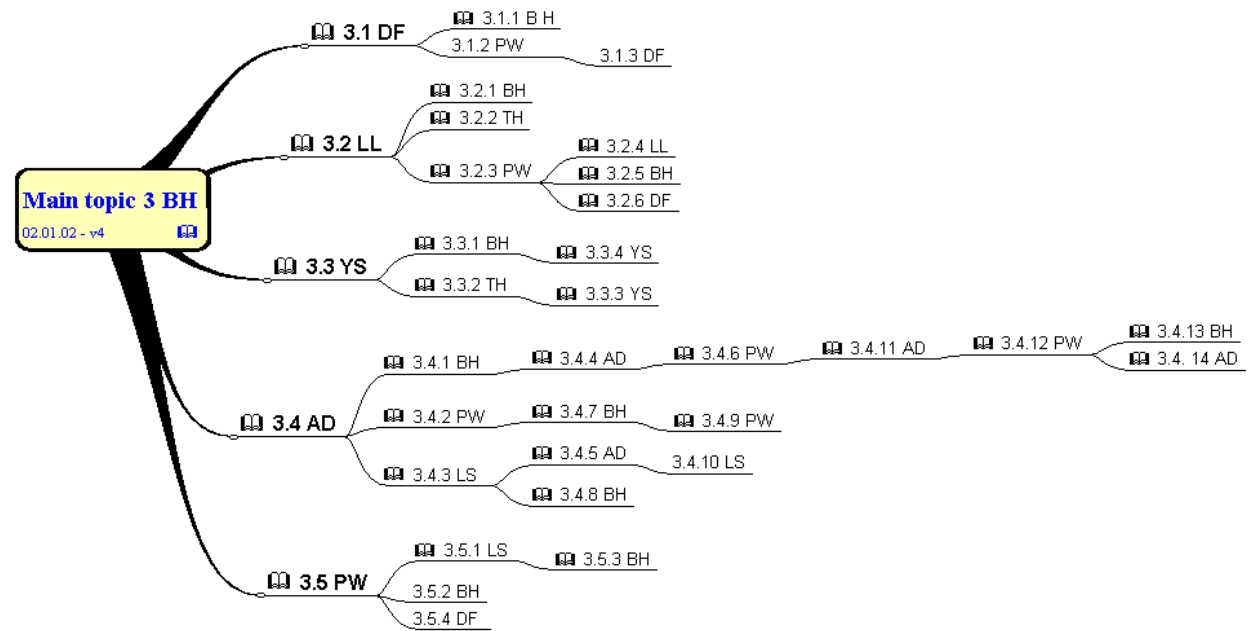 3.1 DF
3.1.1 B H
3.1.2 PW
3.1.3 DF
3.2 LL
3.2.1 BH
3.2.2 TH
3.2.3 PW
3.2.4 LL
3.2.5 BH
3.2.6 DF
Main topic 3 BH
02.01.02 - v4
3.3 YS
3.3.1 BH
3.3.4 YS
3.3.2 TH
3.3.3 YS
3.4 AD
3.4.1 BH
3.4.4 AD
3.4.6 PW
3.4.11 AD
3.4.12 PW
3.4.13 BH
3.4. 14 AD
3.4.2 PW
3.4.7 BH
3.4.9 PW
3.4.3 LS
3.4.5 AD
3.4.10 LS
3.4.8 BH
3.5 PW
3.5.1 LS
3.5.3 BH
3.5.2 BH
3.5.4 DF